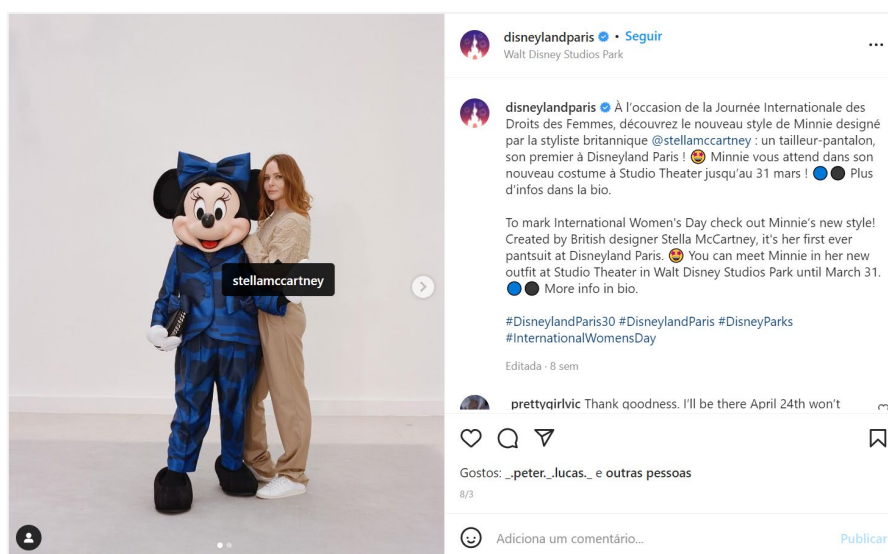 disneylandparis • Seguir
Walt Disney Studios Park
disneylandparis À l'occasion de la Journée Internationale des
Droits des Femmes, découvrez le nouveau style de Minnie designé
par la styliste britannique @stellamccartney : un tailleur-pantalon,
son premier à Disneyland Paris ! 🤩 Minnie vous attend dans son
nouveau costume à Studio Theater jusqu'au 31 mars ! 🔵⚫ Plus
d'infos dans la bio.
To mark International Women's Day check out Minnie's new style!
Created by British designer Stella McCartney, it's her first ever
pantsuit at Disneyland Paris. 🤩 You can meet Minnie in her new
outfit at Studio Theater in Walt Disney Studios Park until March 31.
🔵⚫ More info in bio.
#DisneylandParis30 #DisneylandParis #DisneyParks
#InternationalWomensDay
Editada · 8 sem
prettygirlvic Thank goodness. I'll be there April 24th won't
Gostos: _.peter._.lucas._ e outras pessoas
8/3
Adiciona um comentário...
Publicar
stellamccartney